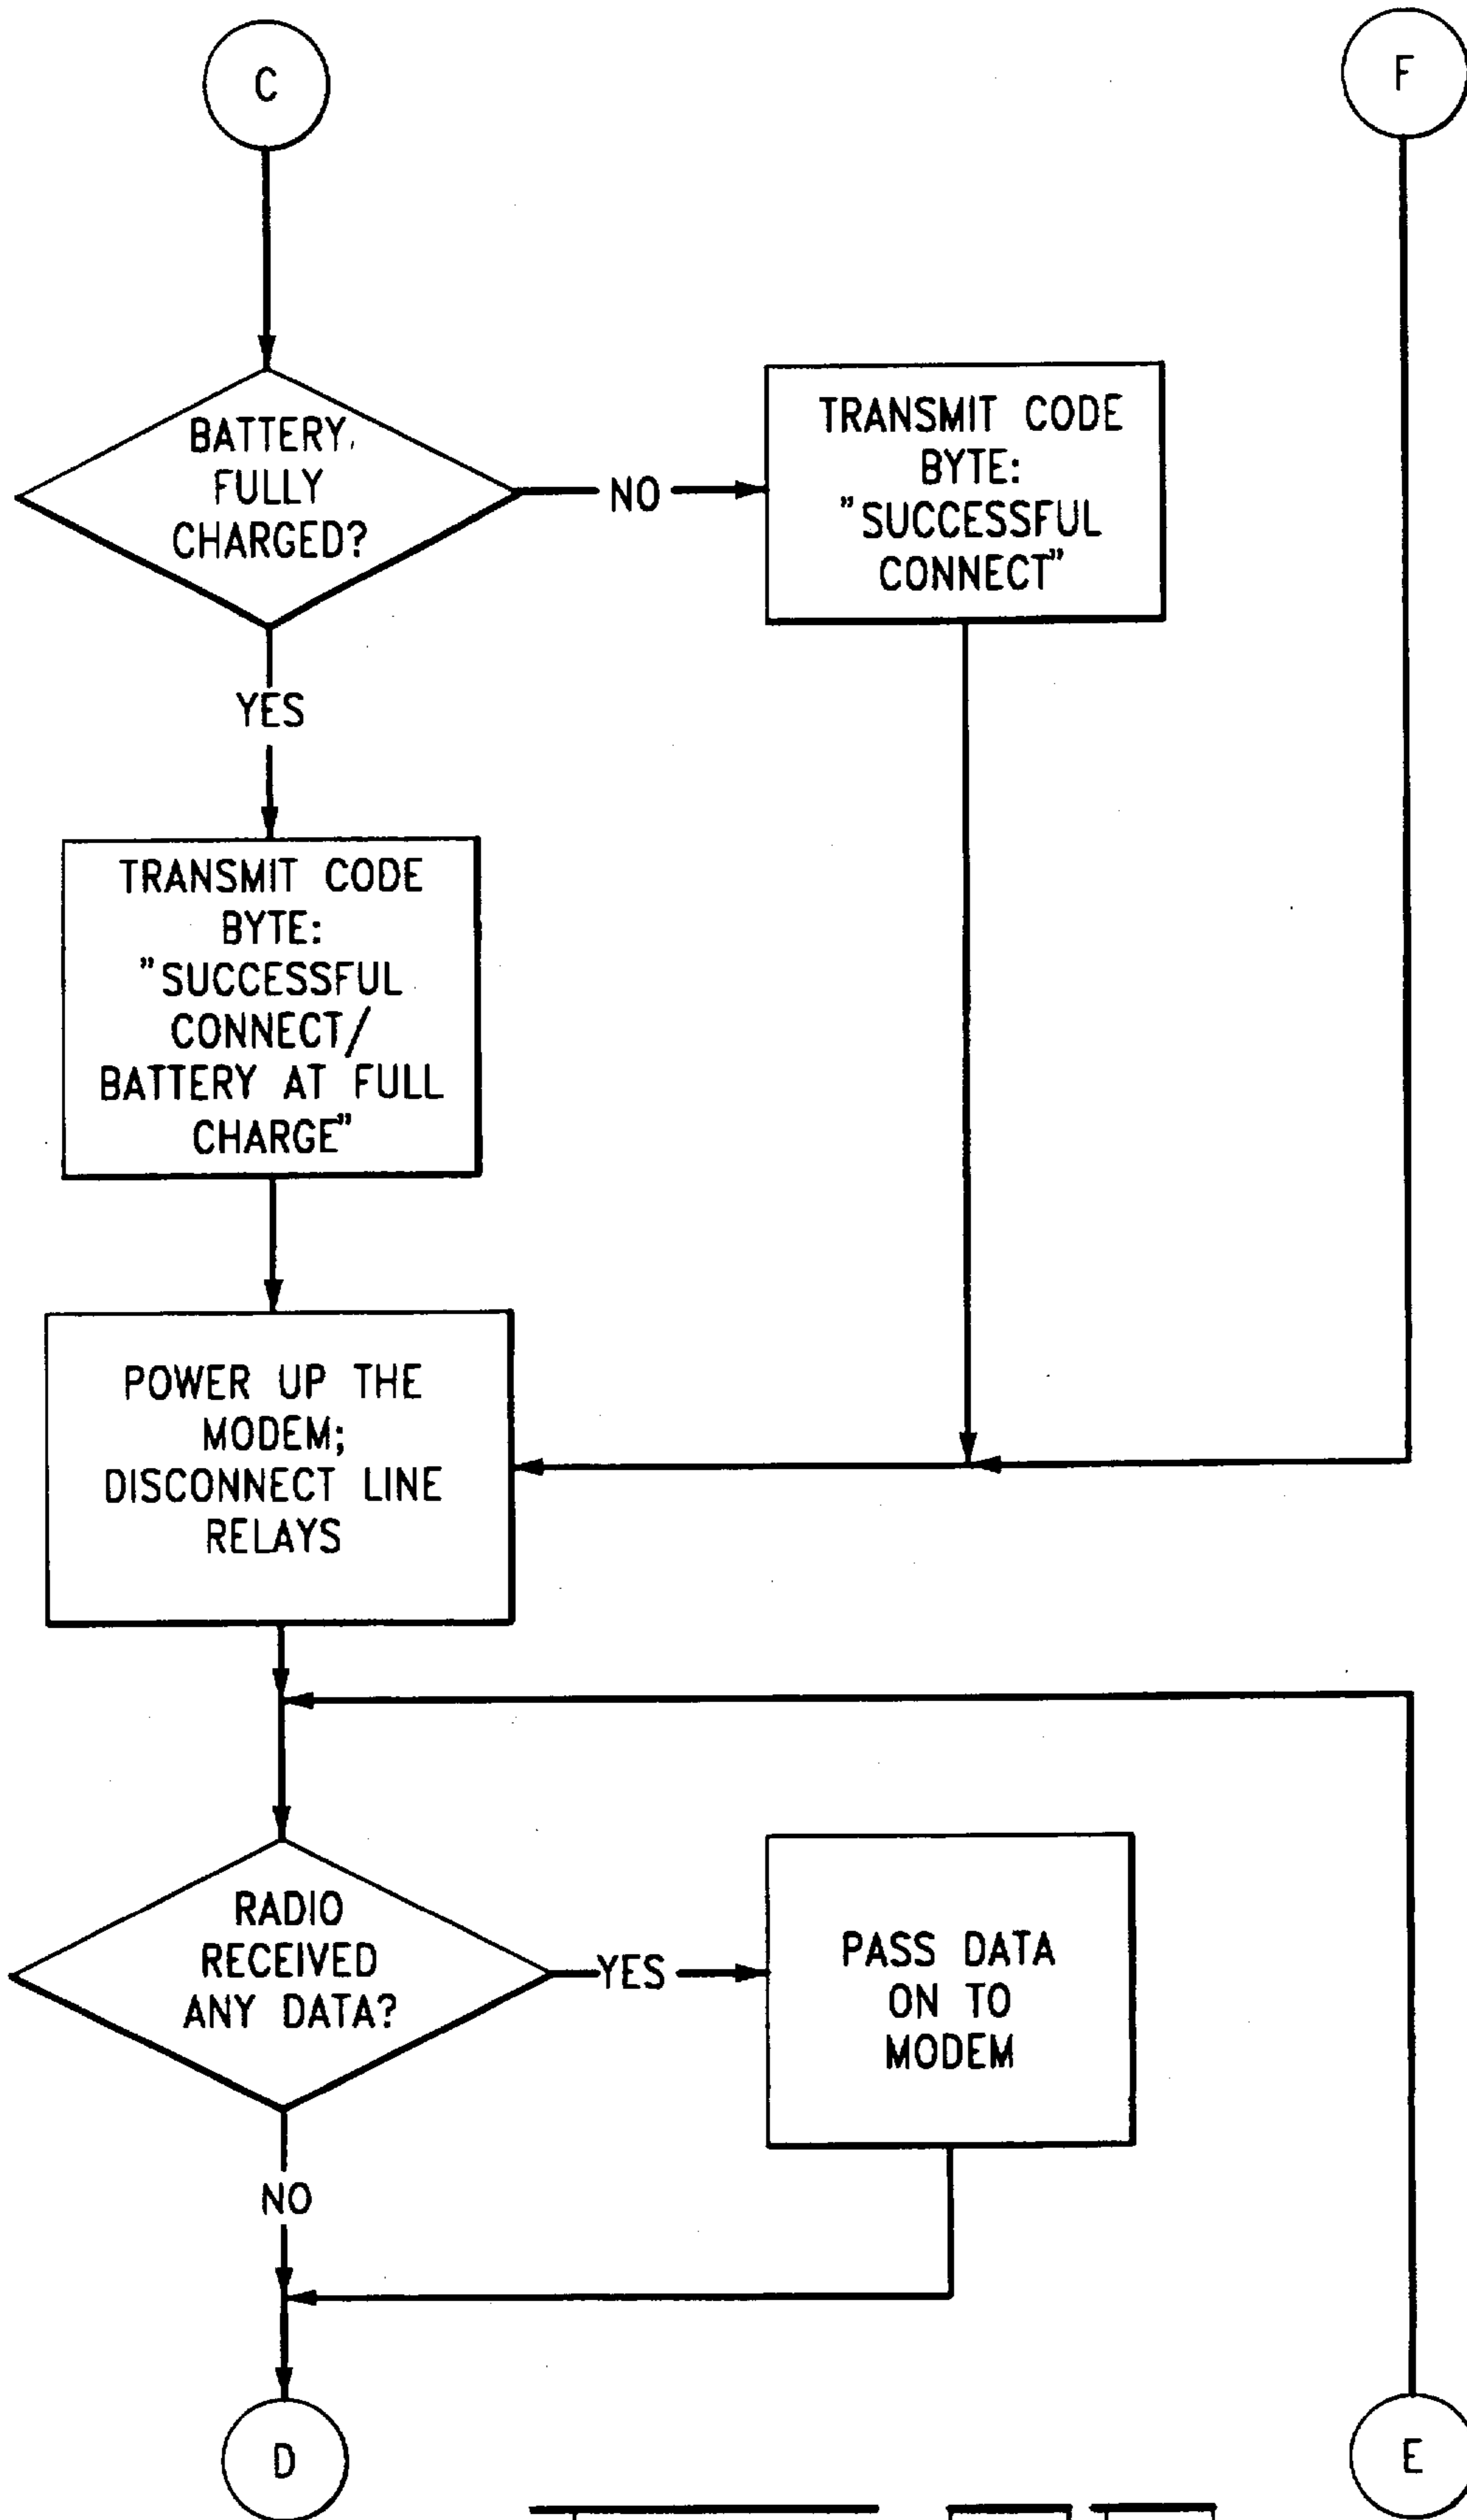 C
F
BATTERY
FULLY
CHARGED?
NO
TRANSMIT CODE
BYTE:
"SUCCESSFUL
CONNECT"
YES
TRANSMIT CODE
BYTE:
"SUCCESSFUL
CONNECT/
BATTERY AT FULL
CHARGE"
POWER UP THE
MODEM;
DISCONNECT LINE
RELAYS
RADIO
RECEIVED
ANY DATA?
YES
PASS DATA
ON TO
MODEM
NO
D
E